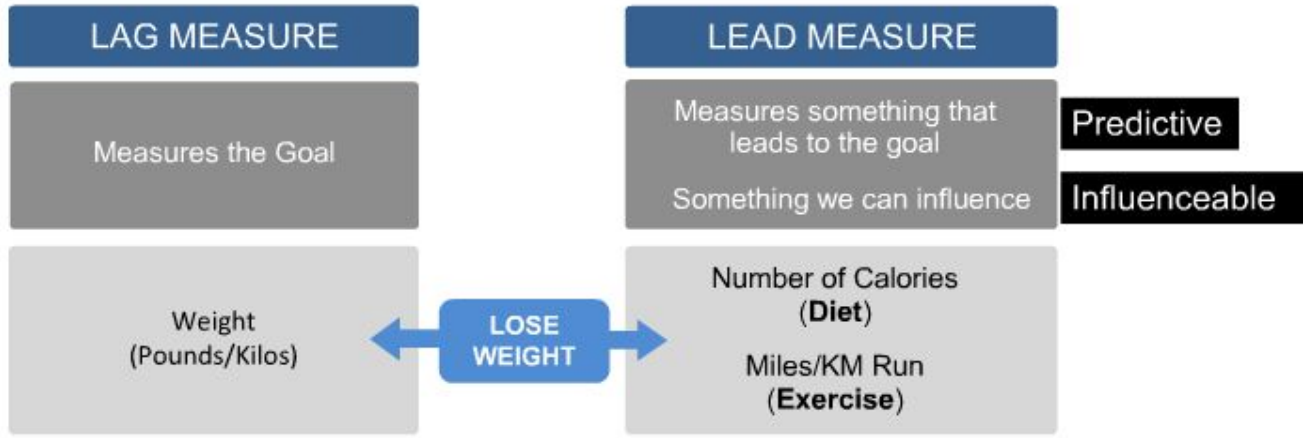 LAG MEASURE
LEAD MEASURE
Measures the Goal
Measures something that
leads to the goal
Predictive
Something we can influence
Influenceable
Weight
(Pounds/Kilos)
LOSE
WEIGHT
Number of Calories
(Diet)
Miles/KM Run
(Exercise)